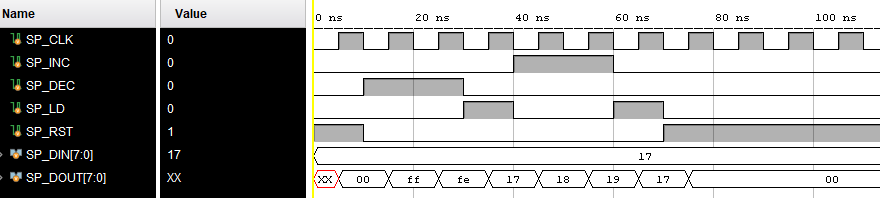 Name Value 0 ns 20 ns 40 ns 60 ns 80 ns 100 ns
SP_CLK 0
SP_INC 0
SP_DEC 0
SP_LD 0
SP_RST 1
SP_DIN[7:0] 17 17
SP_DOUT[7:0] XX XX 00 ff fe 17 18 19 17 00